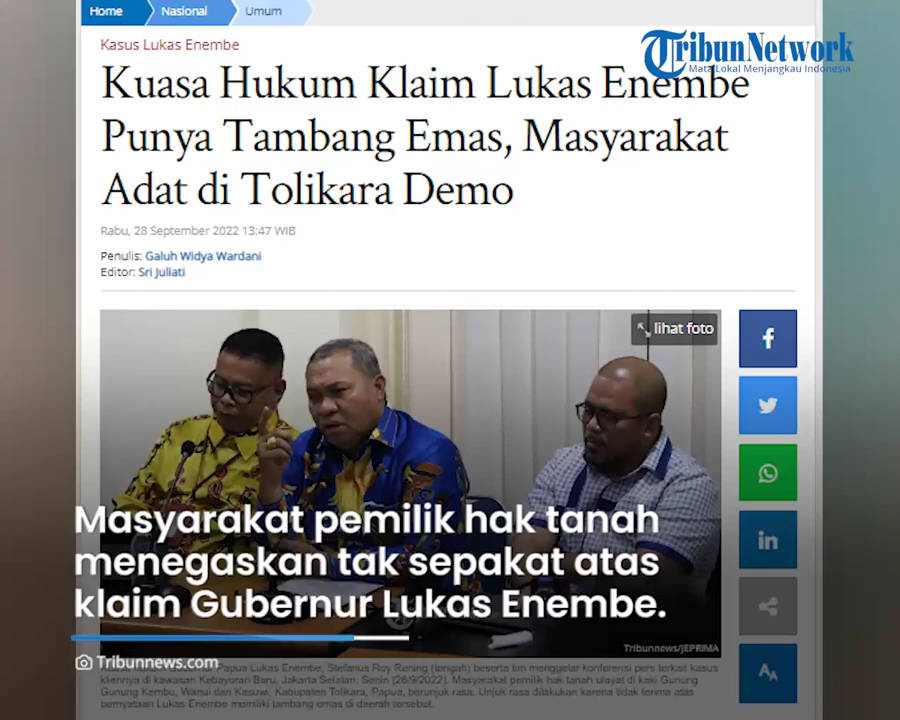 Home
Nasional
Umum
Kasus Lukas Enembe
TribunNetwork
Mata Lokal Menjangkau Indonesia
Kuasa Hukum Klaim Lukas Enembe
Punya Tambang Emas, Masyarakat
Adat di Tolikara Demo
Rabu, 28 September 2022 13:47 WIB
Penulis: Galuh Widya Wardani
Editor: Sri Juliati
lihat foto
f
in
Masyarakat pemilik hak tanah
menegaskan tak sepakat atas
klaim Gubernur Lukas Enembe.
Tribunnews/JEPRIMA
Tribunnews.com
Papua Lukas Enembe, Stefanus Roy Rening (tengah) beserta tim menggelar konferensi pers terkait kasus
kliennya di kawasan Kebayoran Baru, Jakarta Selatan, Senin (26/9/2022). Masyarakat pemilik hak tanah ulayat di kaki Gunung
Gunung Kembu, Wanui dan Kasuwi, Kabupaten Tolikara, Papua, berunjuk rasa. Unjuk rasa dilakukan karena tidak terima atas
pernyataan Lukas Enembe memiliki tambang emas di daerah tersebut.
AA